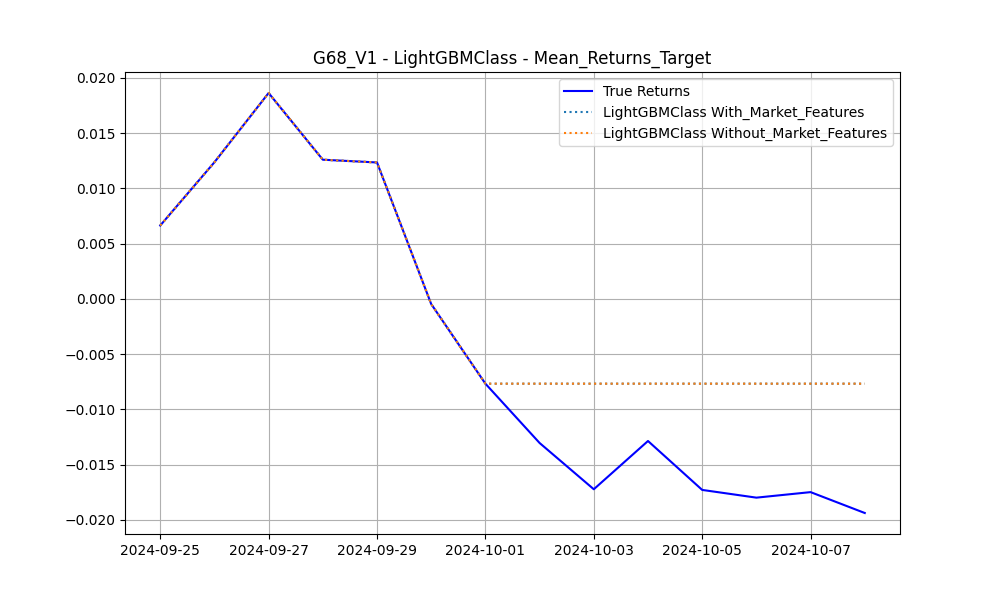 G68_V1 - LightGBMClass - Mean_Returns_Target
True Returns
LightGBMClass With_Market_Features
LightGBMClass Without_Market_Features
0.020
0.015
0.010
0.005
0.000
−0.005
−0.010
−0.015
−0.020
2024-09-25 2024-09-27 2024-09-29 2024-10-01 2024-10-03 2024-10-05 2024-10-07